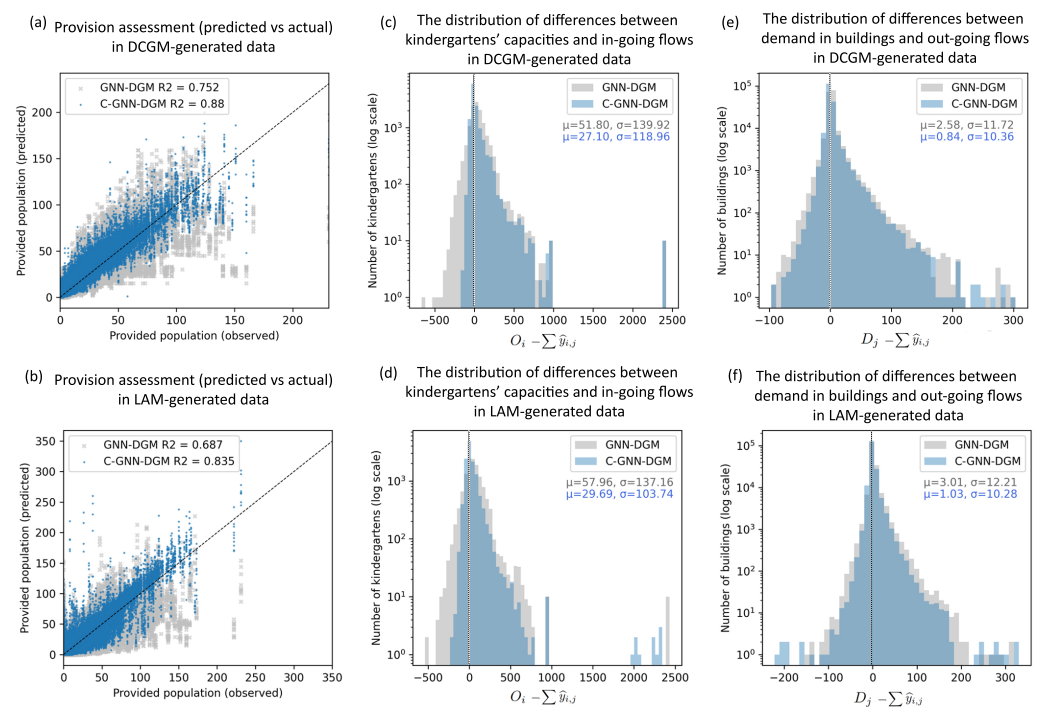 (a) Provision assessment (predicted vs actual)
in DCGM-generated data
GNN-DGM R2 = 0.752
C-GNN-DGM R2 = 0.88
Provided population (predicted)
200
150
100
50
0
0 50 100 150 200
Provided population (observed)
(c) The distribution of differences between
kindergartens' capacities and in-going flows
in DCGM-generated data
GNN-DGM
C-GNN-DGM
μ=51.80, σ=139.92
μ=27.10, σ=118.96
Number of kindergartens (log scale)
10³
10²
10¹
10⁰
−500 0 500 1000 1500 2000 2500
Oᵢ −∑ ŷᵢ,ⱼ
(e) The distribution of differences between
demand in buildings and out-going flows
in DCGM-generated data
GNN-DGM
C-GNN-DGM
μ=2.58, σ=11.72
μ=0.84, σ=10.36
Number of buildings (log scale)
10⁵
10⁴
10³
10²
10¹
10⁰
−100 0 100 200 300
Dⱼ −∑ ŷᵢ,ⱼ
(b) Provision assessment (predicted vs actual)
in LAM-generated data
GNN-DGM R2 = 0.687
C-GNN-DGM R2 = 0.835
Provided population (predicted)
350
300
250
200
150
100
50
0
0 50 100 150 200 250 300 350
Provided population (observed)
(d) The distribution of differences between
kindergartens' capacities and in-going flows
in LAM-generated data
GNN-DGM
C-GNN-DGM
μ=57.96, σ=137.16
μ=29.69, σ=103.74
Number of kindergartens (log scale)
10³
10²
10¹
10⁰
−500 0 500 1000 1500 2000 2500
Oᵢ −∑ ŷᵢ,ⱼ
(f) The distribution of differences between
demand in buildings and out-going flows
in LAM-generated data
GNN-DGM
C-GNN-DGM
μ=3.01, σ=12.21
μ=1.03, σ=10.28
Number of buildings (log scale)
10⁵
10⁴
10³
10²
10¹
10⁰
−200 −100 0 100 200 300
Dⱼ −∑ ŷᵢ,ⱼ